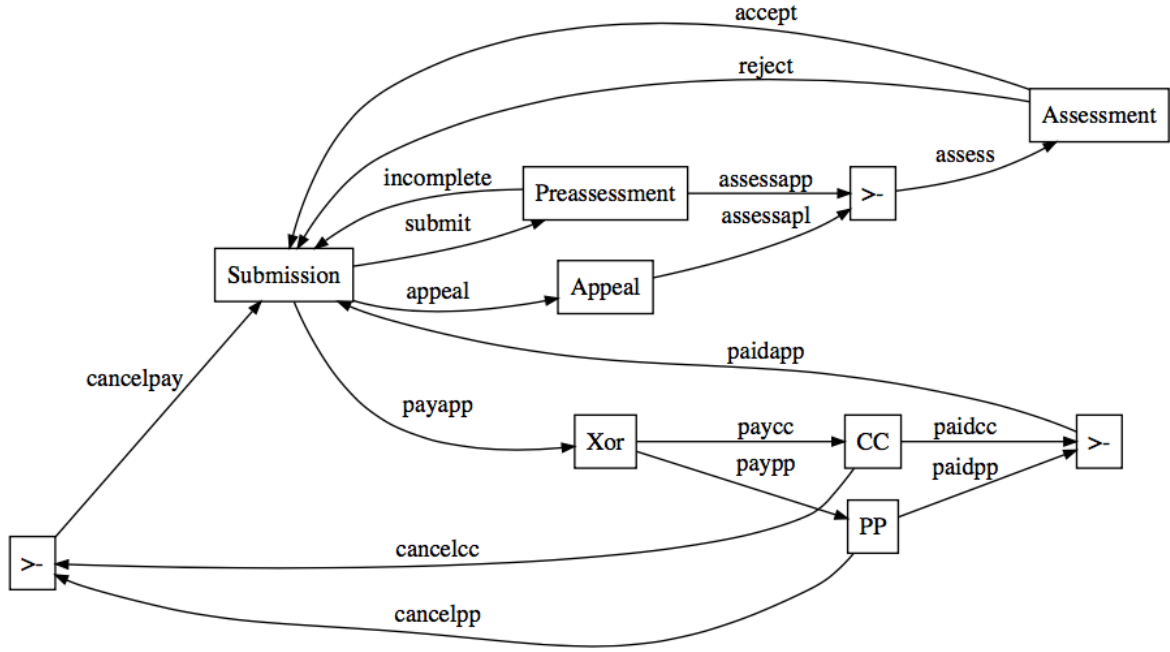 accept
reject
Assessment
assess
incomplete
Preassessment
assessapp
>-
submit
assessapl
Submission
appeal
Appeal
paidapp
cancelpay
payapp
Xor
paycc
CC
paidcc
>-
paypp
paidpp
PP
>-
cancelcc
cancelpp